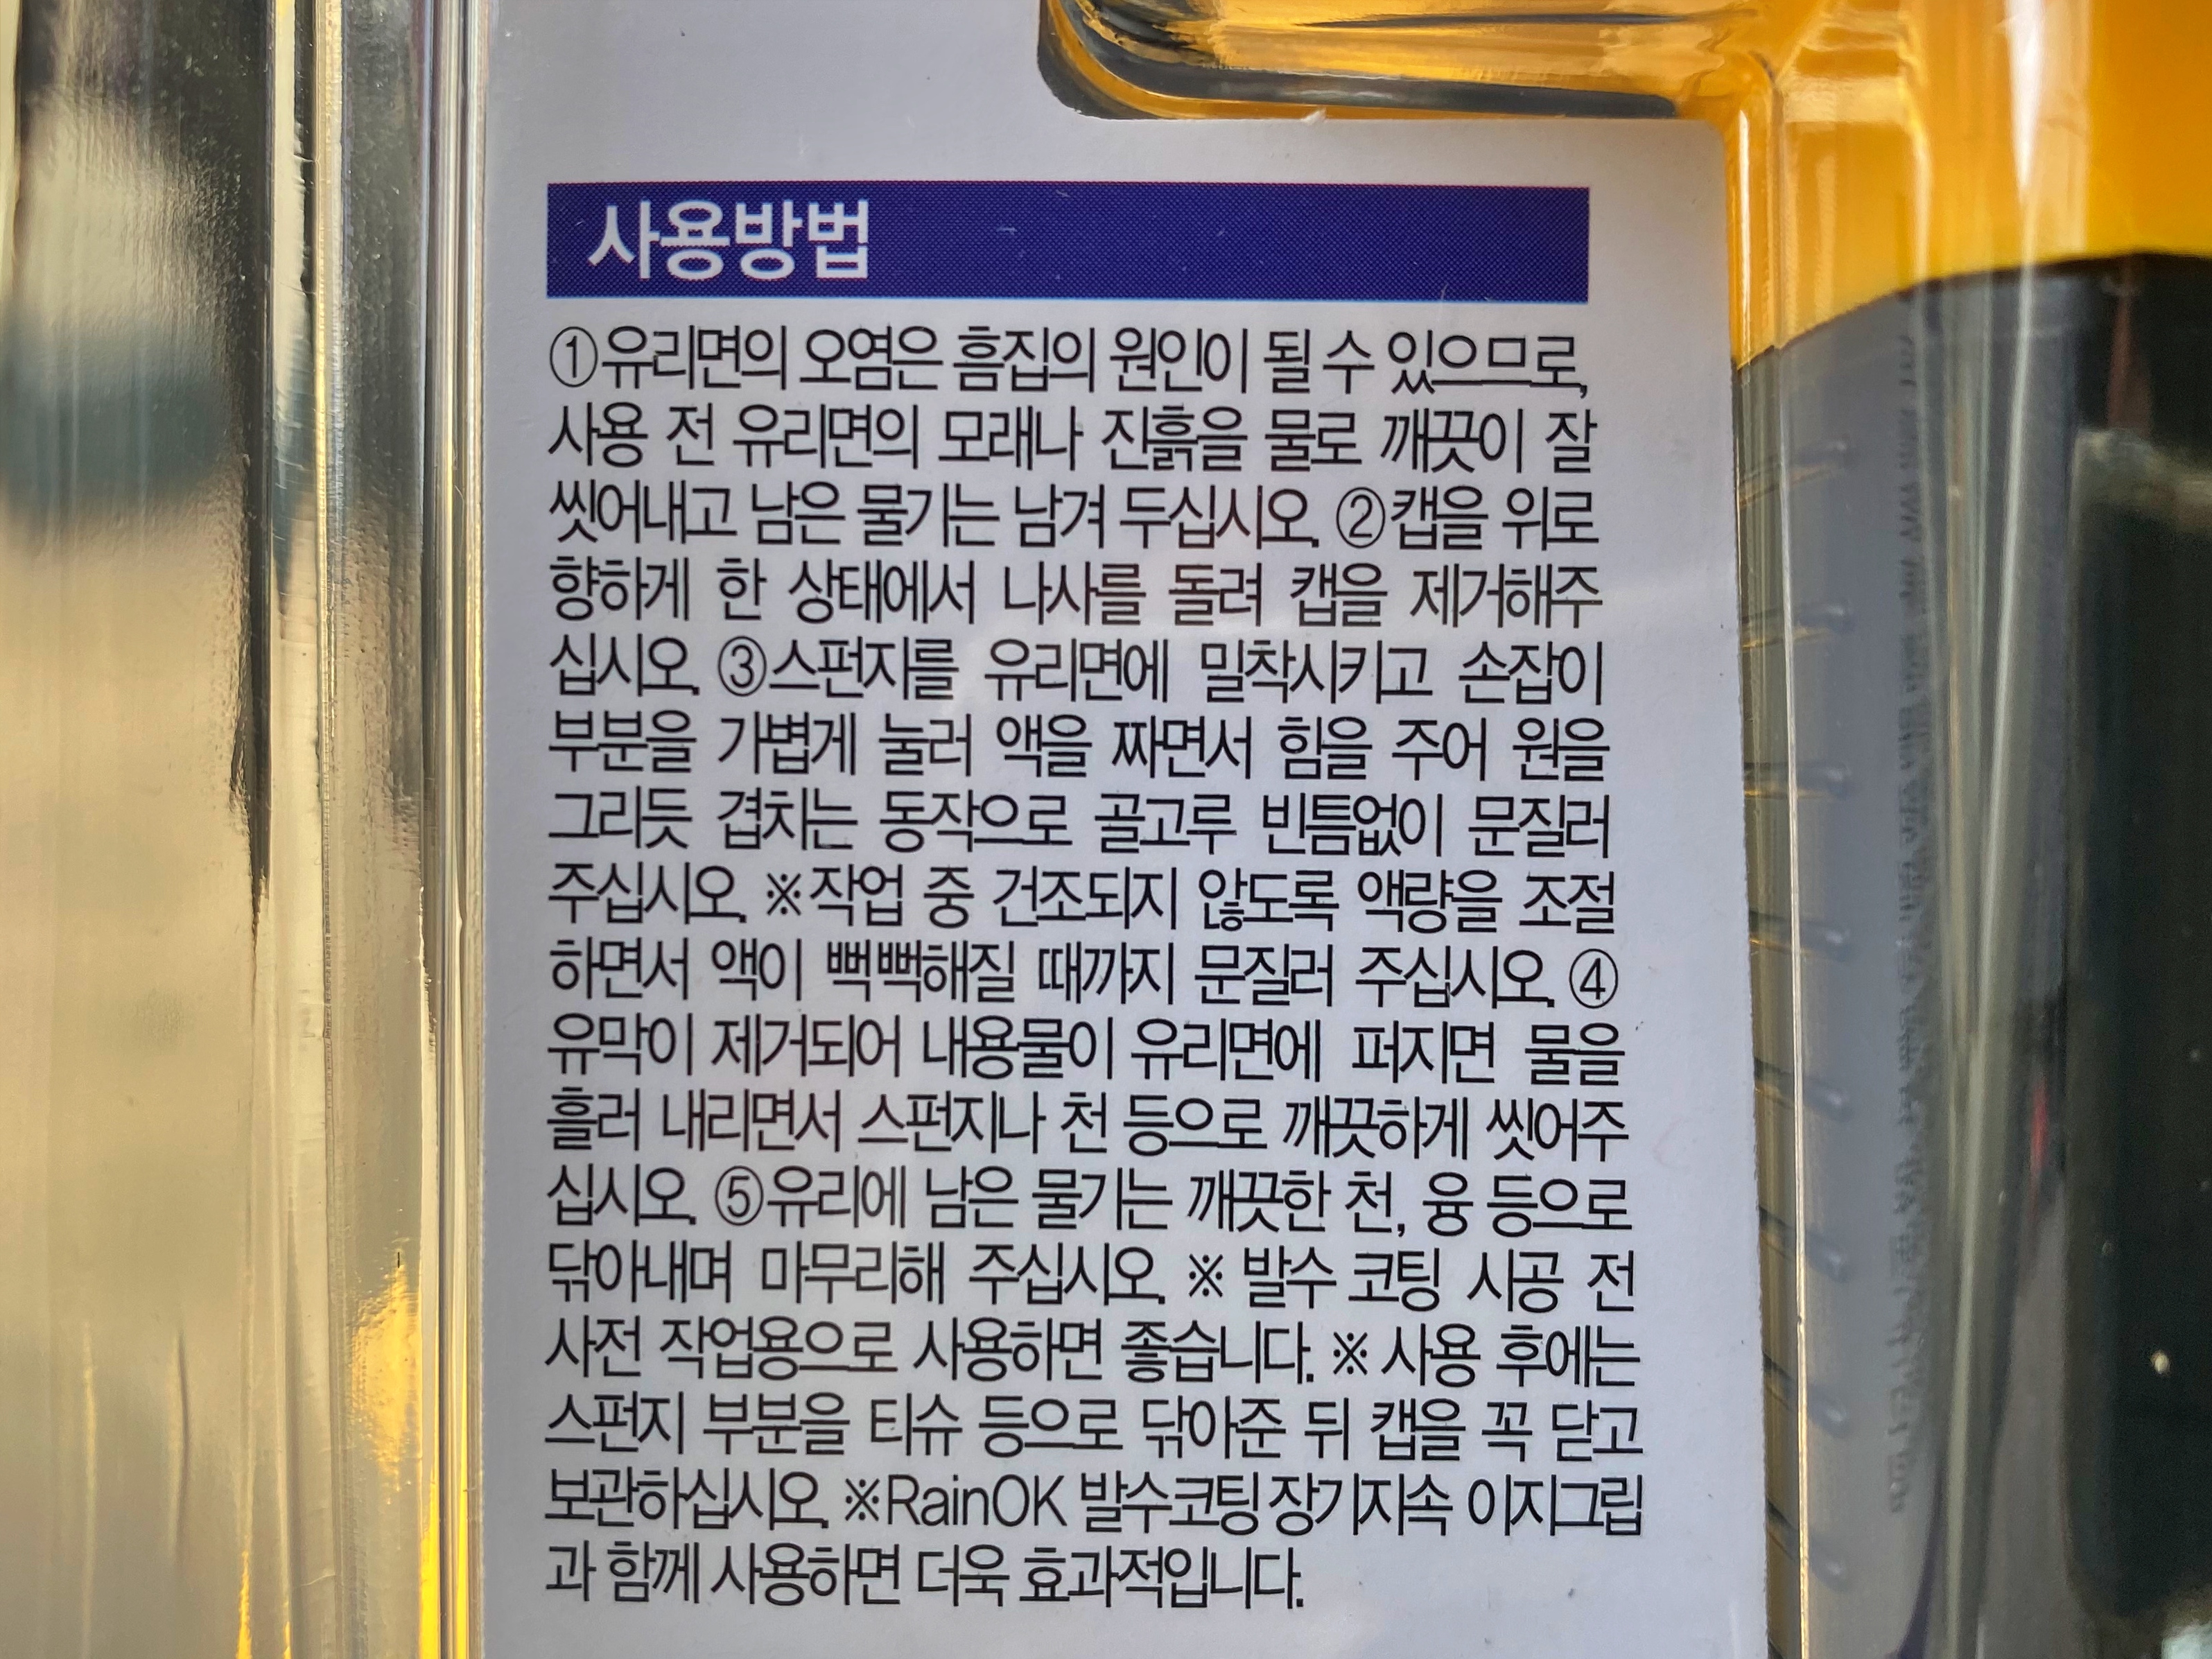 사용방법
①유리면의 오염은 흠집의 원인이 될 수 있으므로,
사용 전 유리면의 모래나 진흙을 물로 깨끗이 잘
씻어내고 남은 물기는 남겨 두십시오. ②캡을 위로
향하게 한 상태에서 나사를 돌려 캡을 제거해주
십시오. ③스펀지를 유리면에 밀착시키고 손잡이
부분을 가볍게 눌러 액을 짜면서 힘을 주어 원을
그리듯 겹치는 동작으로 골고루 빈틈없이 문질러
주십시오. ※작업 중 건조되지 않도록 액량을 조절
하면서 액이 뻑뻑해질 때까지 문질러 주십시오. ④
유막이 제거되어 내용물이 유리면에 퍼지면 물을
흘러 내리면서 스펀지나 천 등으로 깨끗하게 씻어주
십시오. ⑤유리에 남은 물기는 깨끗한 천, 융 등으로
닦아내며 마무리해 주십시오. ※ 발수 코팅 시공 전
사전 작업용으로 사용하면 좋습니다. ※ 사용 후에는
스펀지 부분을 티슈 등으로 닦아준 뒤 캡을 꼭 닫고
보관하십시오. ※RainOK 발수코팅 장기지속 이지그립
과 함께 사용하면 더욱 효과적입니다.